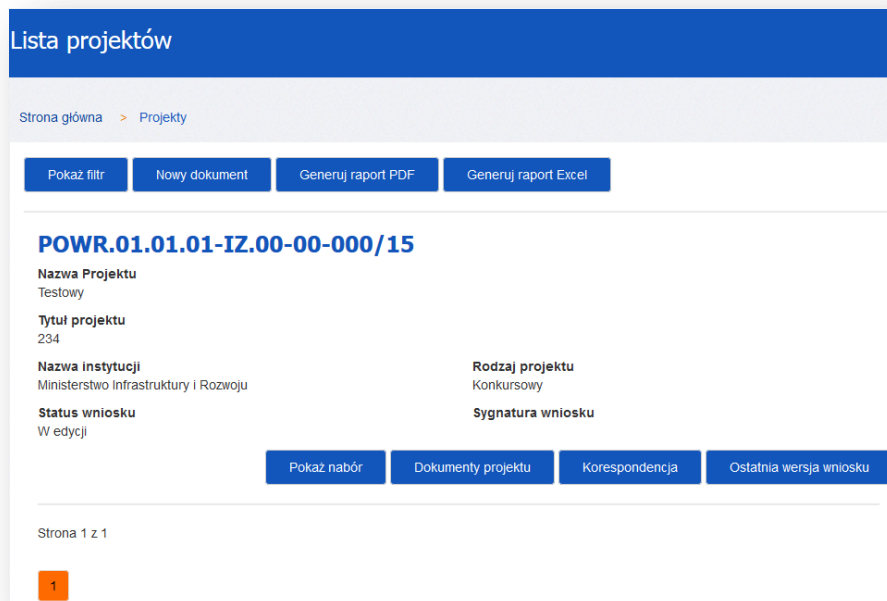 Lista projektów
Strona główna > Projekty
Pokaż filtr Nowy dokument Generuj raport PDF Generuj raport Excel
POWR.01.01.01-IZ.00-00-000/15
Nazwa Projektu
Testowy
Tytuł projektu
234
Nazwa instytucji Rodzaj projektu
Ministerstwo Infrastruktury i Rozwoju Konkursowy
Status wniosku Sygnatura wniosku
W edycji
Pokaż nabór Dokumenty projektu Korespondencja Ostatnia wersja wniosku
Strona 1 z 1
1